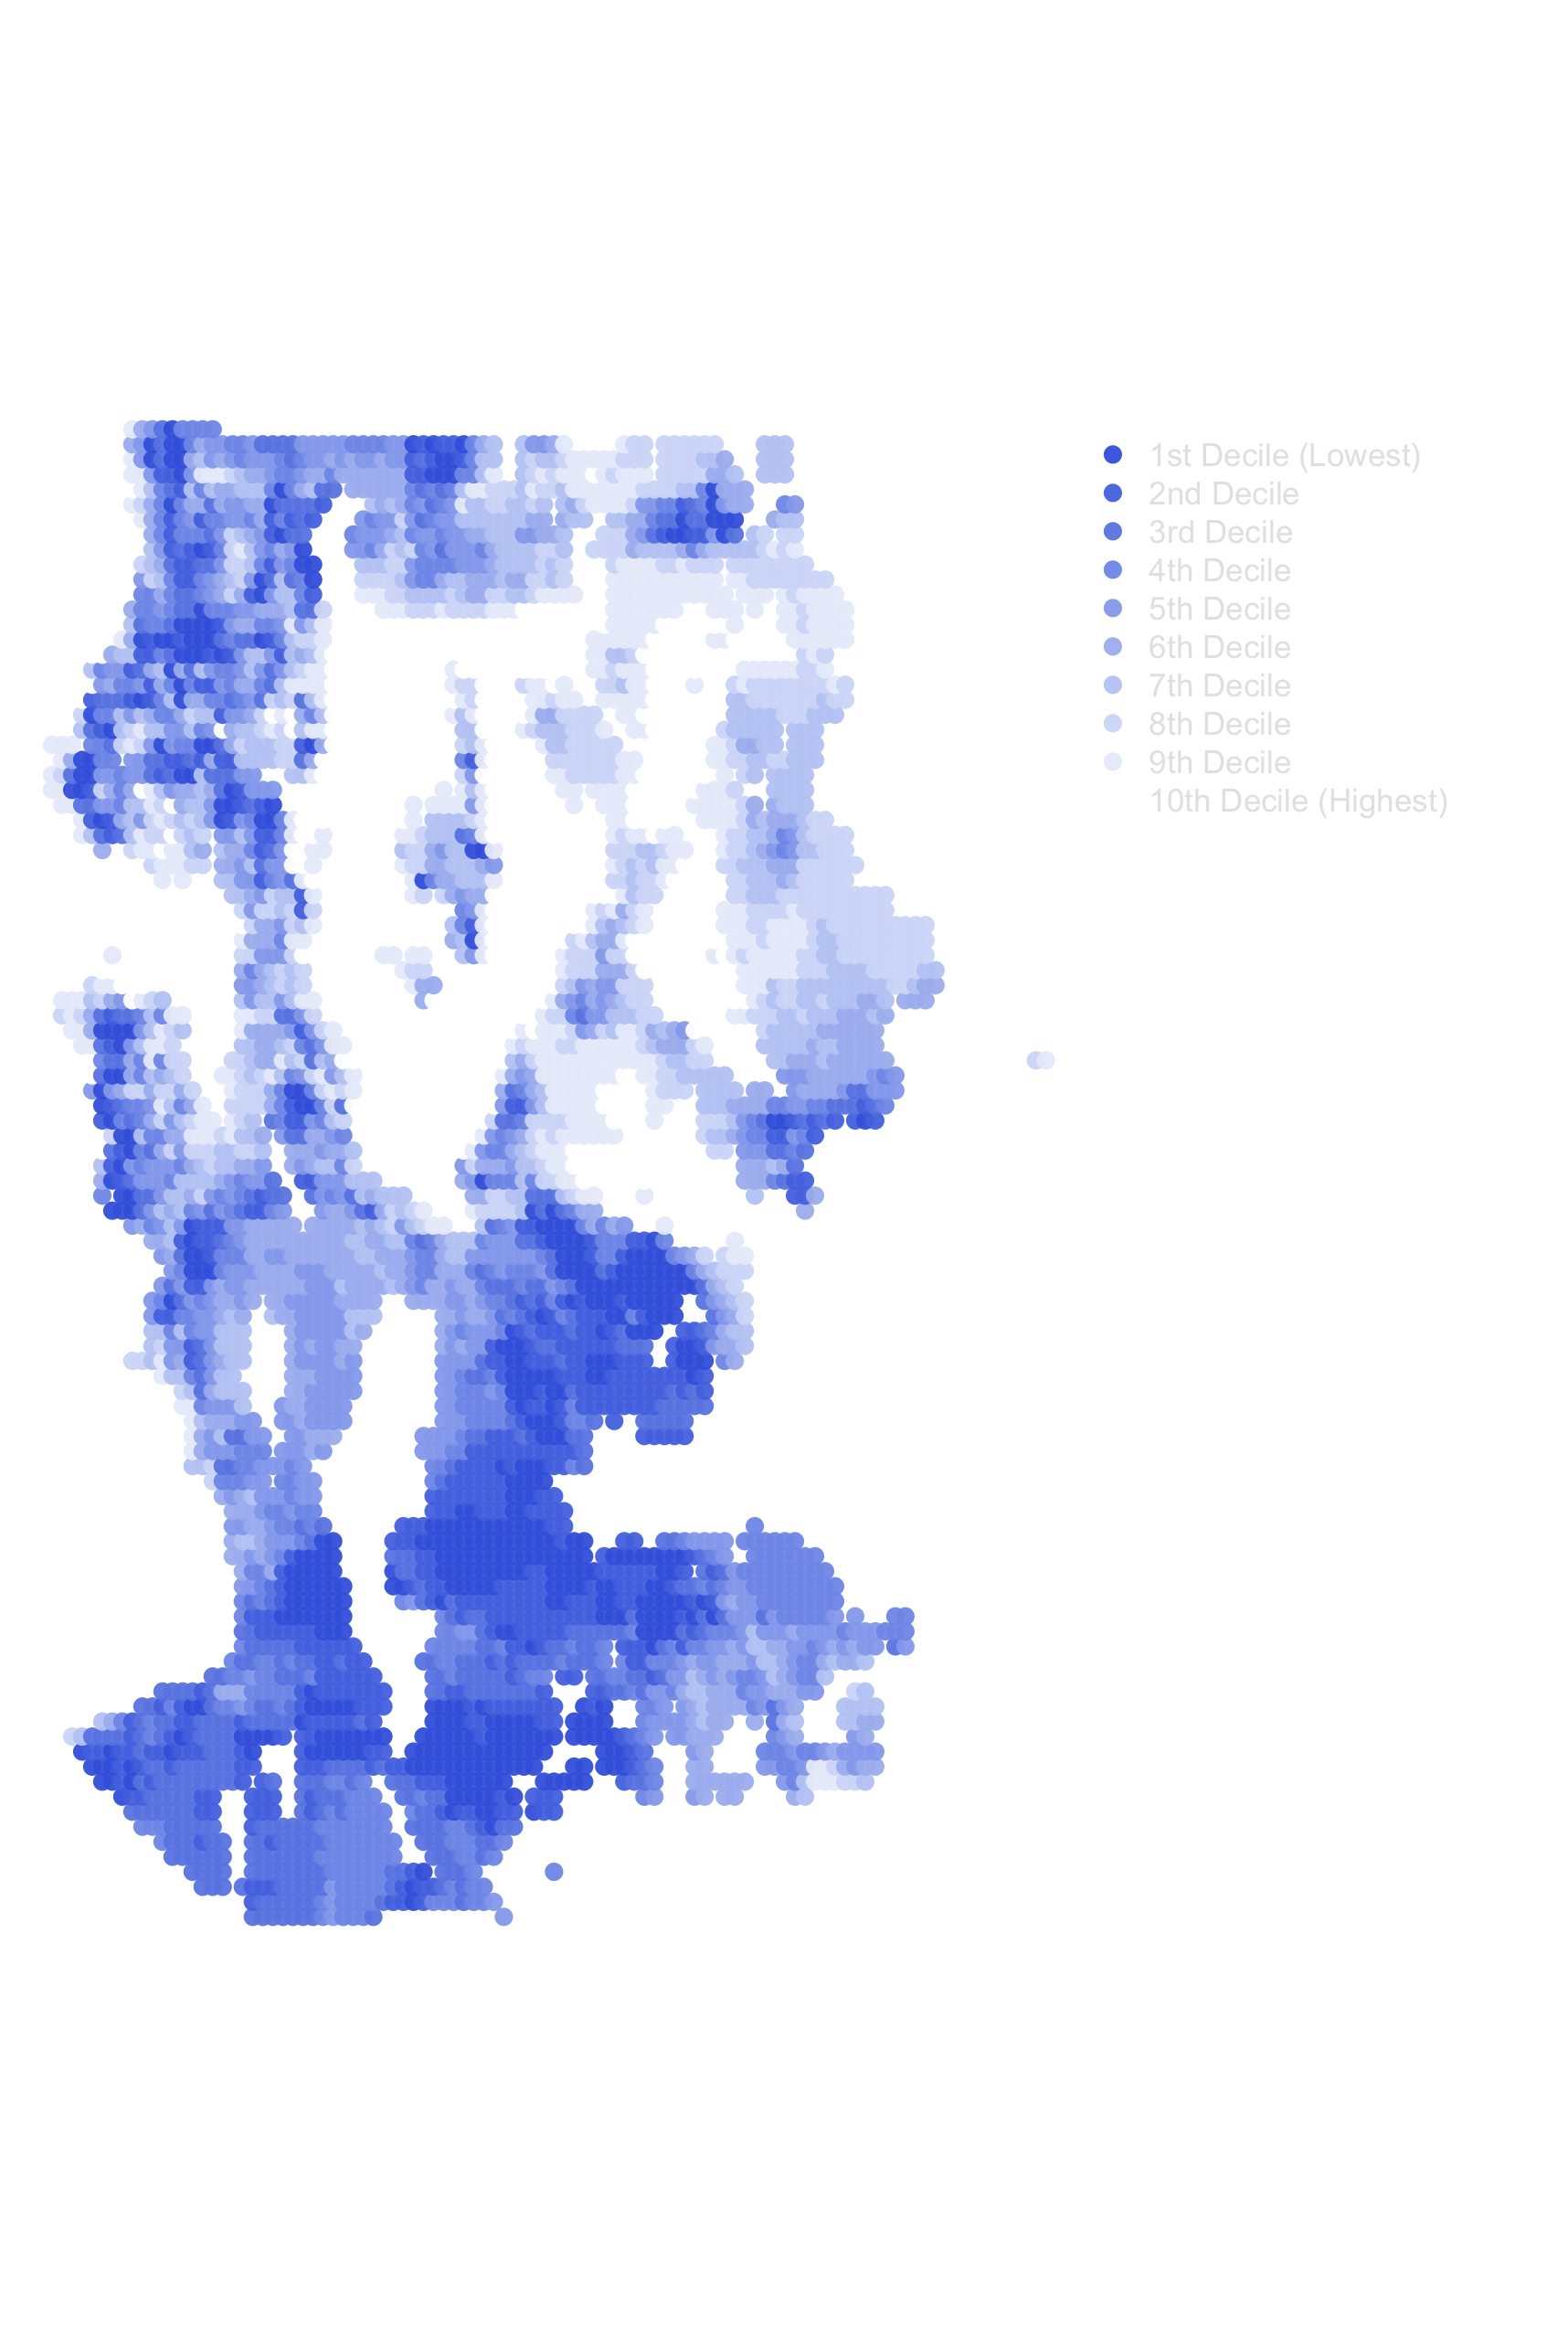 1st Decile (Lowest)
2nd Decile
3rd Decile
4th Decile
5th Decile
6th Decile
7th Decile
8th Decile
9th Decile
10th Decile (Highest)